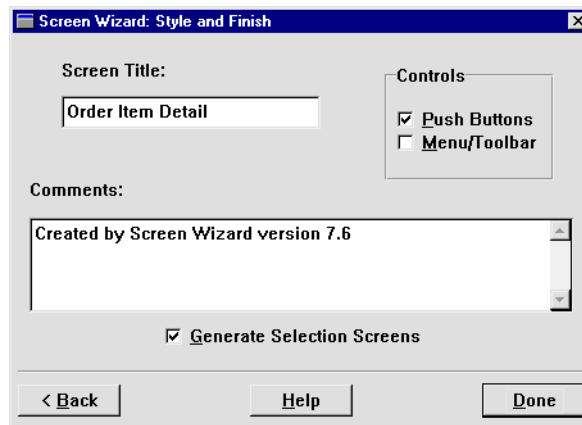 Screen Wizard: Style and Finish
Screen Title:
Order Item Detail
Controls
Push Buttons
Menu/Toolbar
Comments:
Created by Screen Wizard version 7.6
Generate Selection Screens
< Back
Help
Done